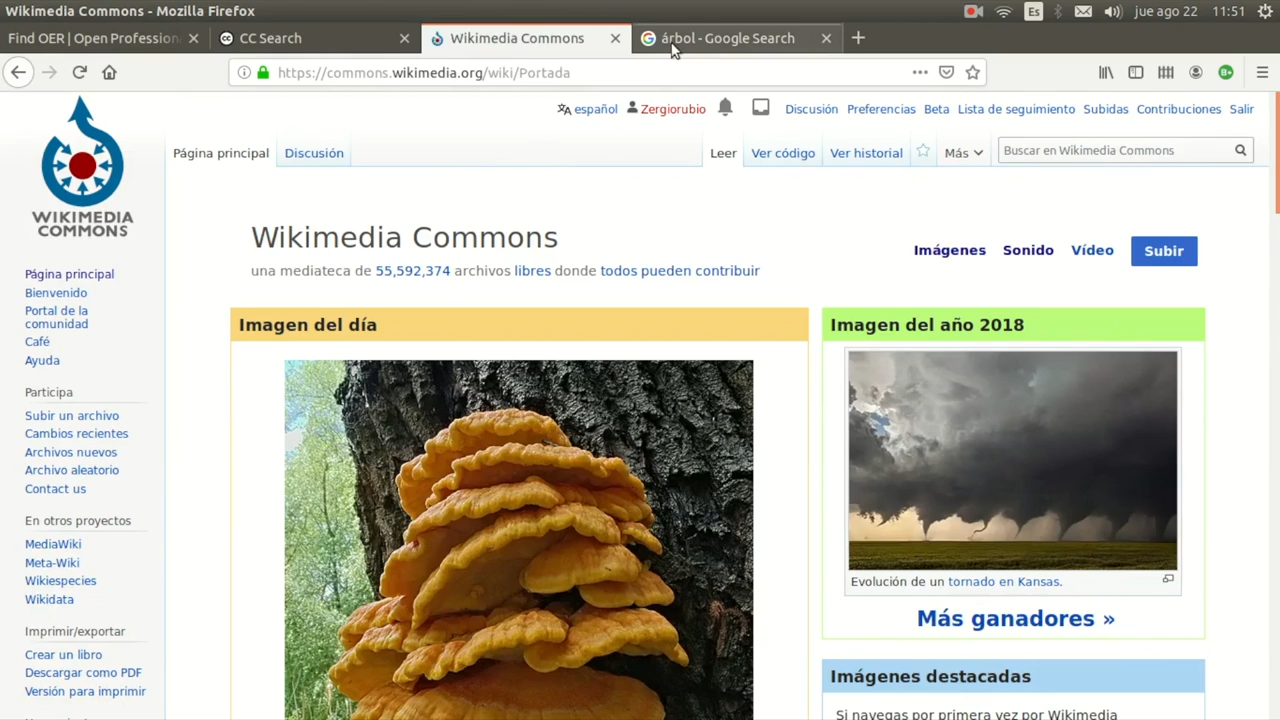 Wikimedia Commons - Mozilla Firefox
Es
jue ago 22
11:51
Find OER | Open Profession
CC Search
Wikimedia Commons
árbol - Google Search
https://commons.wikimedia.org/wiki/Portada
español
Zergiorubio
Discusión
Preferencias
Beta
Lista de seguimiento
Subidas
Contribuciones
Salir
Página principal
Discusión
Leer
Ver código
Ver historial
Más
Buscar en Wikimedia Commons
WIKIMEDIA
COMMONS
Página principal
Bienvenido
Portal de la
comunidad
Café
Ayuda
Participa
Subir un archivo
Cambios recientes
Archivos nuevos
Archivo aleatorio
Contact us
En otros proyectos
MediaWiki
Meta-Wiki
Wikiespecies
Wikidata
Imprimir/exportar
Crear un libro
Descargar como PDF
Versión para imprimir
Wikimedia Commons
una mediateca de 55,592,374 archivos libres donde todos pueden contribuir
Imágenes
Sonido
Vídeo
Subir
Imagen del día
Imagen del año 2018
Evolución de un tornado en Kansas.
Más ganadores »
Imágenes destacadas
Si navegas por primera vez por Wikimedia